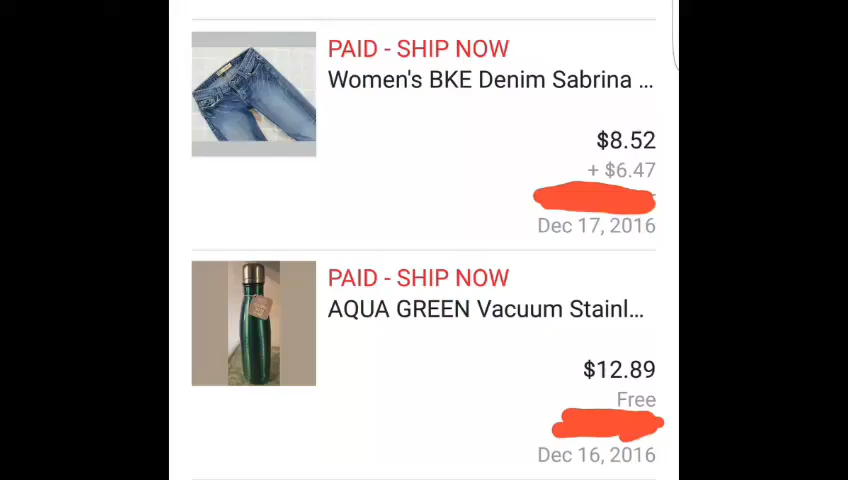 PAID - SHIP NOW
Women's BKE Denim Sabrina ...
$8.52
+ $6.47
Dec 17, 2016
PAID - SHIP NOW
AQUA GREEN Vacuum Stainl...
$12.89
Free
Dec 16, 2016